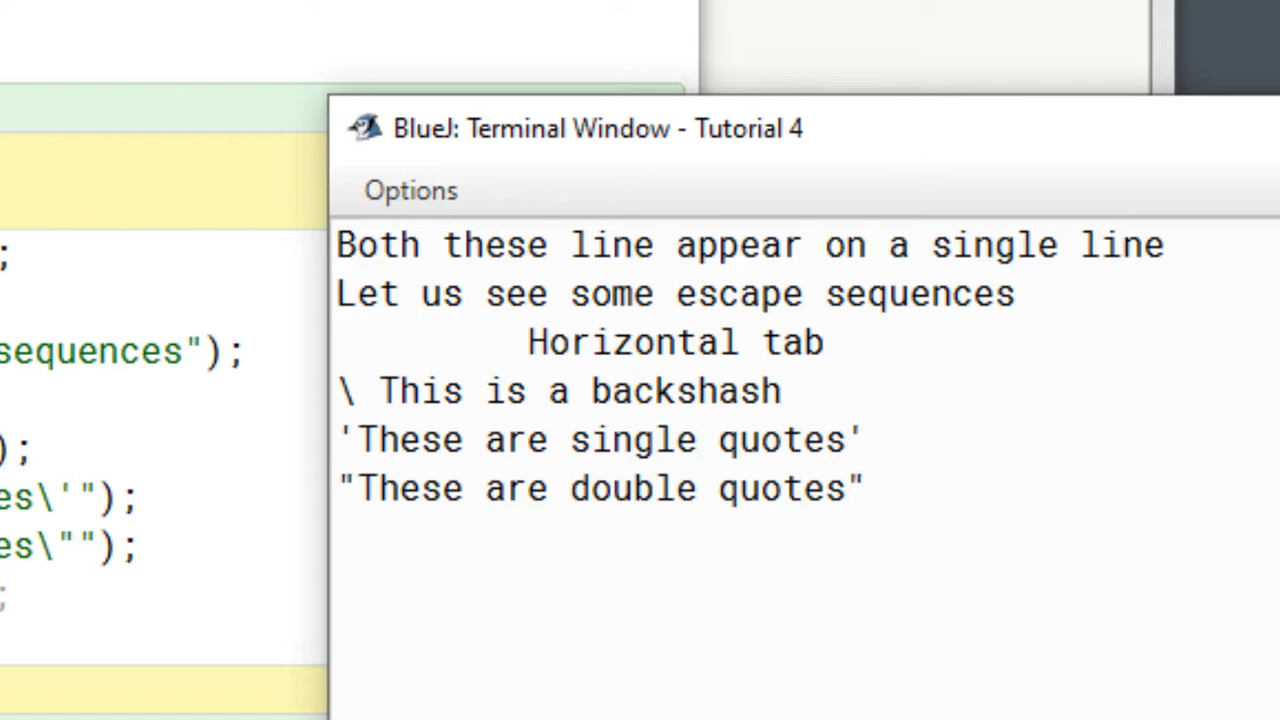 BlueJ: Terminal Window - Tutorial 4
Options
Both these line appear on a single line
Let us see some escape sequences
Horizontal tab
\ This is a backshash
'These are single quotes'
"These are double quotes"
;
sequences");
);
es\'");
es\"");
;